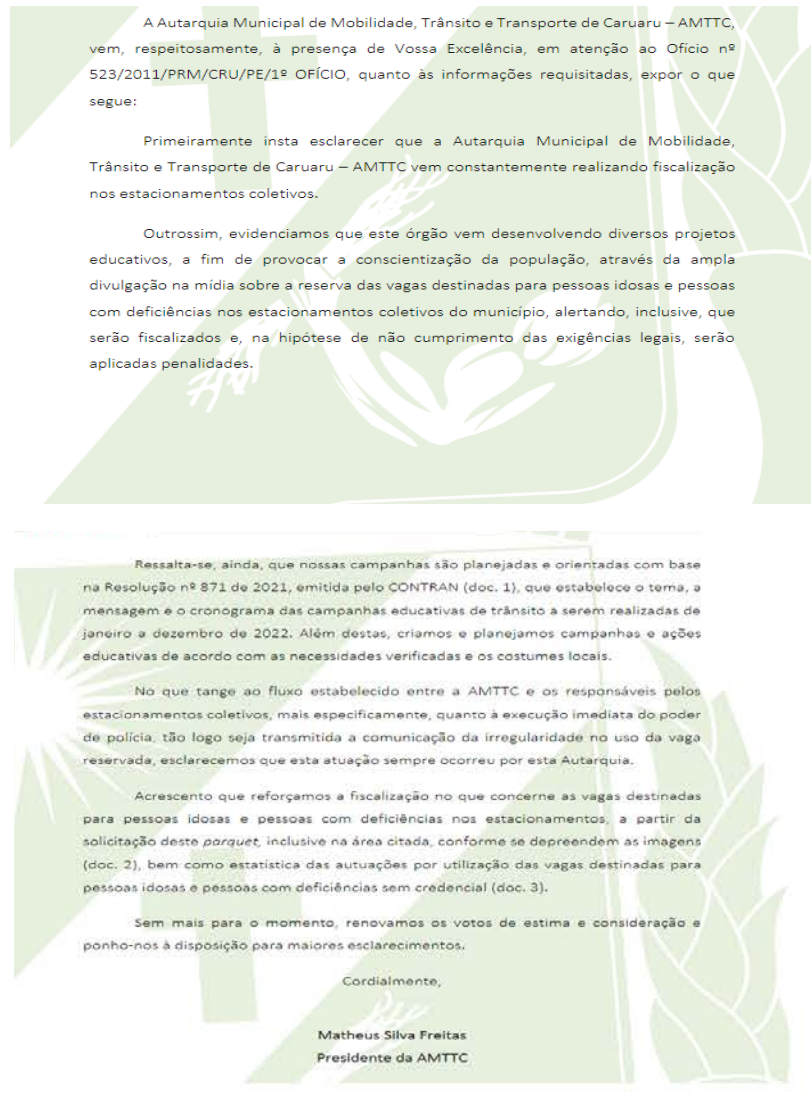 A Autarquia Municipal de Mobilidade, Trânsito e Transporte de Caruaru – AMTTC,
vem, respeitosamente, à presença de Vossa Excelência, em atenção ao Ofício nº
523/2011/PRM/CRU/PE/1º OFÍCIO, quanto às informações requisitadas, expor o que
segue:
Primeiramente insta esclarecer que a Autarquia Municipal de Mobilidade,
Trânsito e Transporte de Caruaru – AMTTC vem constantemente realizando fiscalização
nos estacionamentos coletivos.
Outrossim, evidenciamos que este órgão vem desenvolvendo diversos projetos
educativos, a fim de provocar a conscientização da população, através da ampla
divulgação na mídia sobre a reserva das vagas destinadas para pessoas idosas e pessoas
com deficiências nos estacionamentos coletivos do município, alertando, inclusive, que
serão fiscalizados e, na hipótese de não cumprimento das exigências legais, serão
aplicadas penalidades.
Ressalta-se, ainda, que nossas campanhas são planejadas e orientadas com base
na Resolução nº 871 de 2021, emitida pelo CONTRAN (doc. 1), que estabelece o tema, a
mensagem e o cronograma das campanhas educativas de trânsito a serem realizadas de
janeiro a dezembro de 2022. Além destas, criamos e planejamos campanhas e ações
educativas de acordo com as necessidades verificadas e os costumes locais.
No que tange ao fluxo estabelecido entre a AMTTC e os responsáveis pelos
estacionamentos coletivos, mais especificamente, quanto à execução imediata do poder
de polícia, tão logo seja transmitida a comunicação da irregularidade no uso da vaga
reservada, esclarecemos que esta atuação sempre ocorreu por esta Autarquia.
Acrescento que reforçamos a fiscalização no que concerne as vagas destinadas
para pessoas idosas e pessoas com deficiências nos estacionamentos, a partir da
solicitação deste parquet, inclusive na área citada, conforme se depreendem as imagens
(doc. 2), bem como estatística das autuações por utilização das vagas destinadas para
pessoas idosas e pessoas com deficiências sem credencial (doc. 3).
Sem mais para o momento, renovamos os votos de estima e consideração e
ponho-nos à disposição para maiores esclarecimentos.
Cordialmente,
Matheus Silva Freitas
Presidente da AMTTC